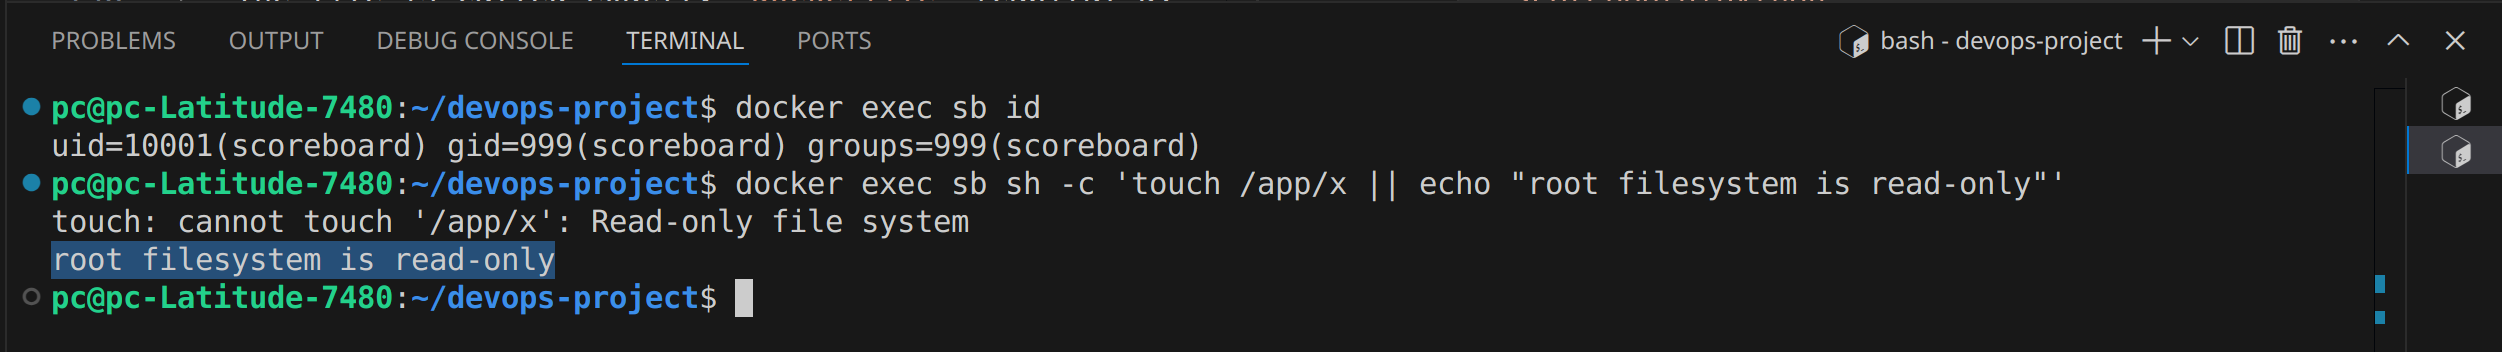 PROBLEMS OUTPUT DEBUG CONSOLE TERMINAL PORTS bash - devops-project
pc@pc-Latitude-7480:~/devops-project$ docker exec sb id
uid=10001(scoreboard) gid=999(scoreboard) groups=999(scoreboard)
pc@pc-Latitude-7480:~/devops-project$ docker exec sb sh -c 'touch /app/x || echo "root filesystem is read-only"'
touch: cannot touch '/app/x': Read-only file system
root filesystem is read-only
pc@pc-Latitude-7480:~/devops-project$